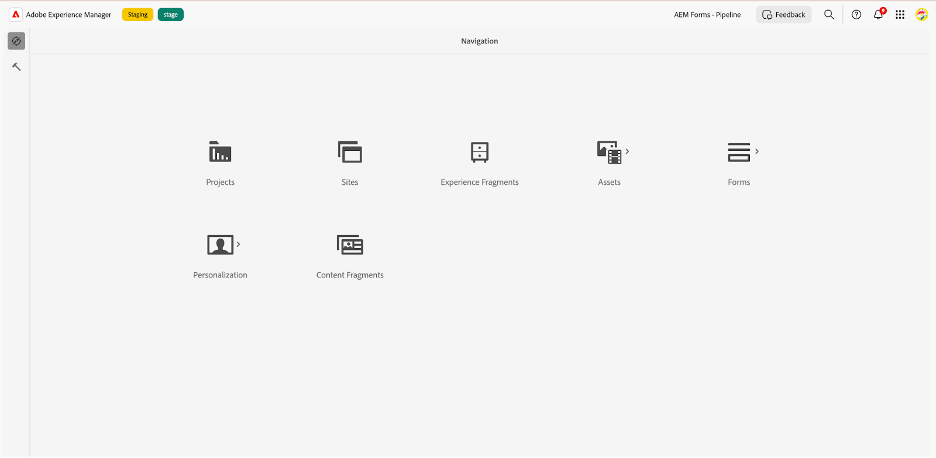 Adobe Experience Manager Staging stage AEM Forms - Pipeline Feedback
Navigation
Projects Sites Experience Fragments Assets Forms
Personalization Content Fragments